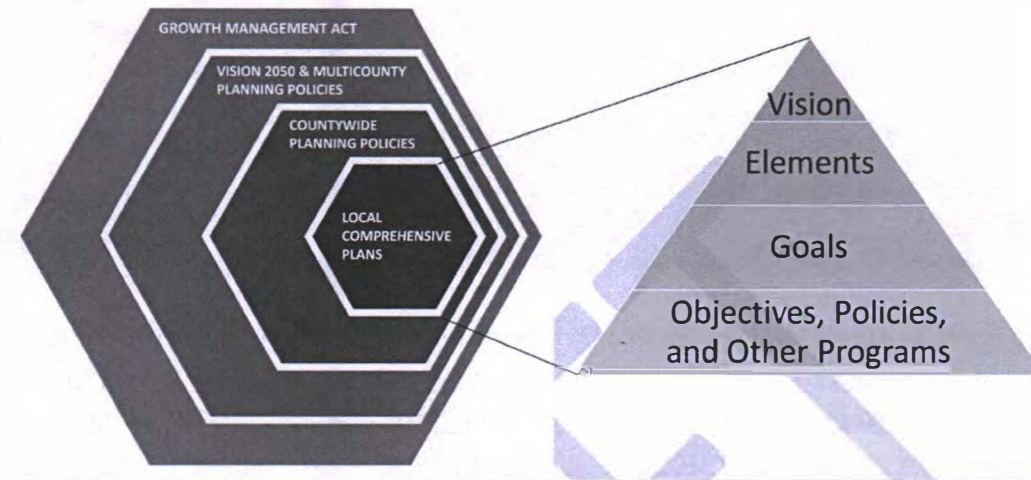 GROWTH MANAGEMENT ACT
VISION 2050 & MULTICOUNTY
PLANNING POLICIES
COUNTYWIDE
PLANNING POLICIES
LOCAL
COMPREHENSIVE
PLANS
Vision
Elements
Goals
Objectives, Policies,
and Other Programs